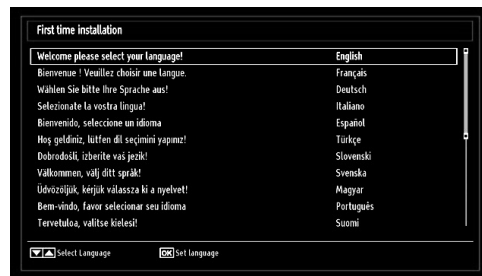 First time installation
Welcome please select your language! English
Bienvenue ! Veuillez choisir une langue. Français
Wählen Sie bitte Ihre Sprache aus! Deutsch
Selezionate la vostra lingua! Italiano
Bienvenido, seleccione un idioma Español
Hoş geldiniz, lütfen dil seçimini yapınız! Türkçe
Dobrodošli, izberite vaš jezik! Slovenski
Välkommen, välj ditt språk! Svenska
Üdvözöljük, kérjük válassza ki a nyelvet! Magyar
Bem-vindo, favor selecionar seu idioma Português
Tervetuloa, valitse kielesi! Suomi
Select Language OK Set language